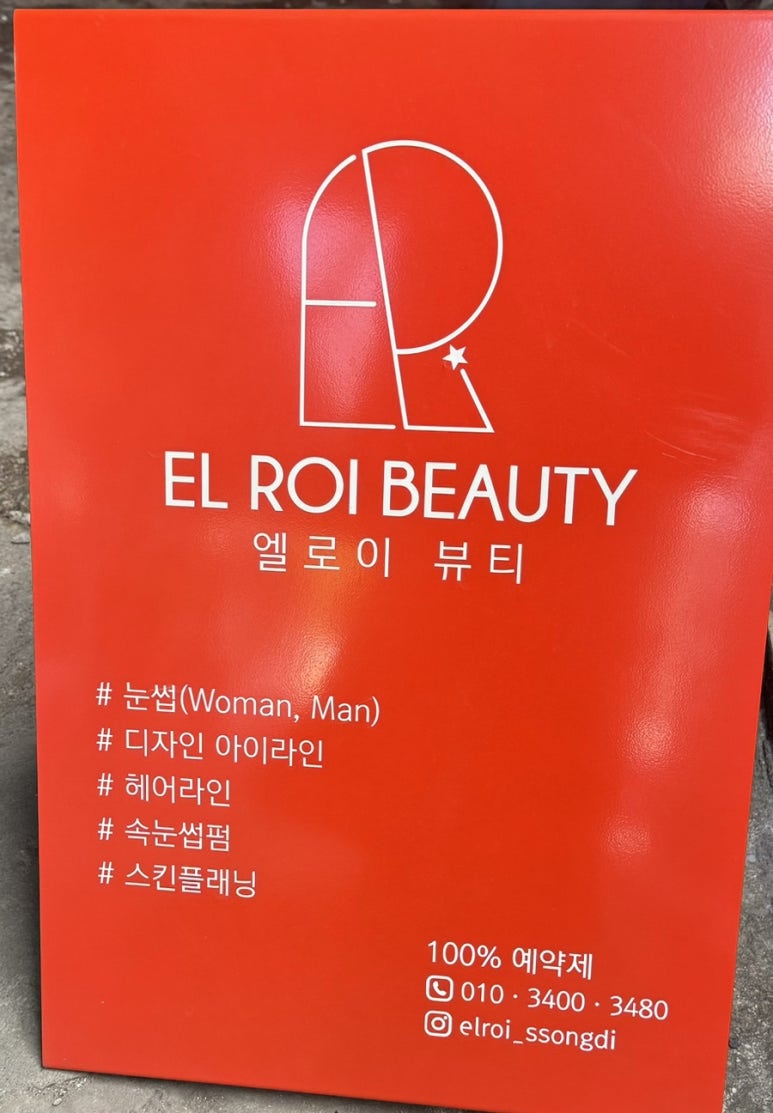 EL ROI BEAUTY
엘로이 뷰티
# 눈썹(Woman, Man)
# 디자인 아이라인
# 헤어라인
# 속눈썹펌
# 스킨플래닝
100% 예약제
010 · 3400 · 3480
elroi_ssongdi